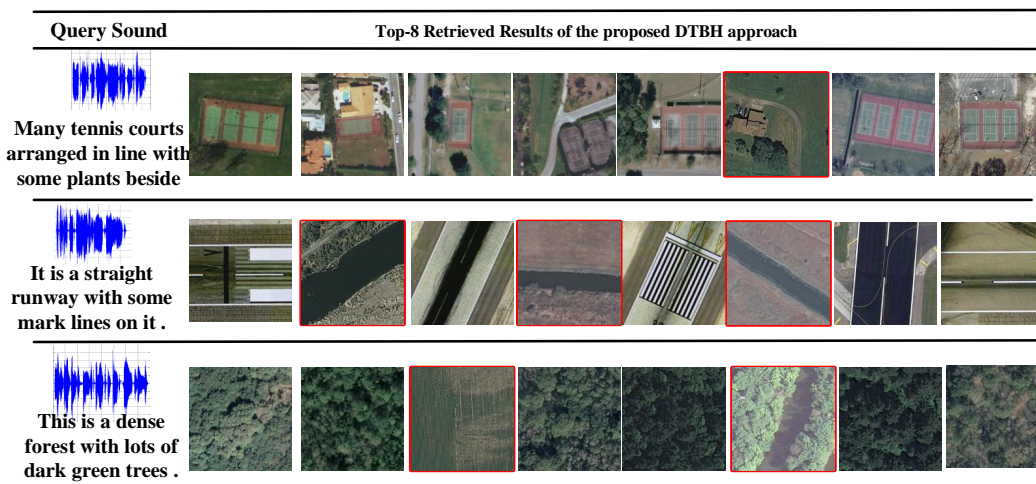 Query Sound
Top-8 Retrieved Results of the proposed DTBH approach
Many tennis courts
arranged in line with
some plants beside
It is a straight
runway with some
mark lines on it .
This is a dense
forest with lots of
dark green trees .